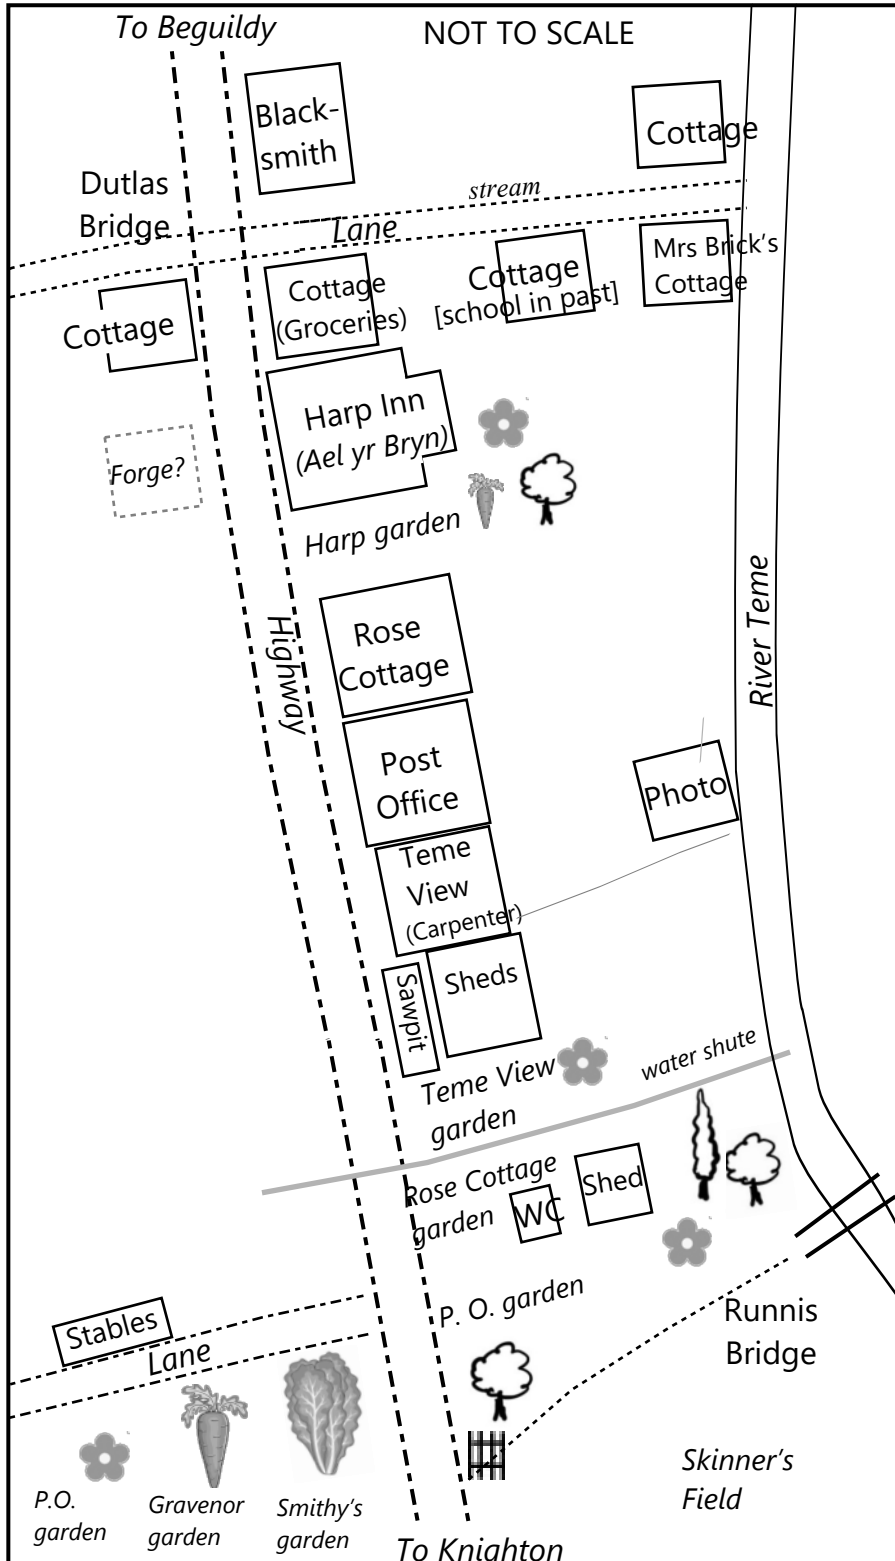 To Beguildy
NOT TO SCALE
Black-
smith
Cottage
Dutlas
Bridge
stream
Lane
Cottage
Cottage
(Groceries)
Cottage
[school in past]
Mrs Brick's
Cottage
Harp Inn
(Ael yr Bryn)
Forge?
Harp garden
Highway
Rose
Cottage
River Teme
Post
Office
Photo
Teme
View
(Carpenter)
Sawpit
Sheds
Teme View
garden
water shute
Rose Cottage
garden
WC
Shed
P. O. garden
Runnis
Bridge
Stables
Lane
P.O.
garden
Gravenor
garden
Smithy's
garden
Skinner's
Field
To Knighton